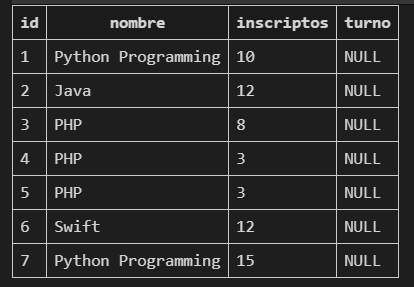 id nombre inscriptos turno
1 Python Programming 10 NULL
2 Java 12 NULL
3 PHP 8 NULL
4 PHP 3 NULL
5 PHP 3 NULL
6 Swift 12 NULL
7 Python Programming 15 NULL